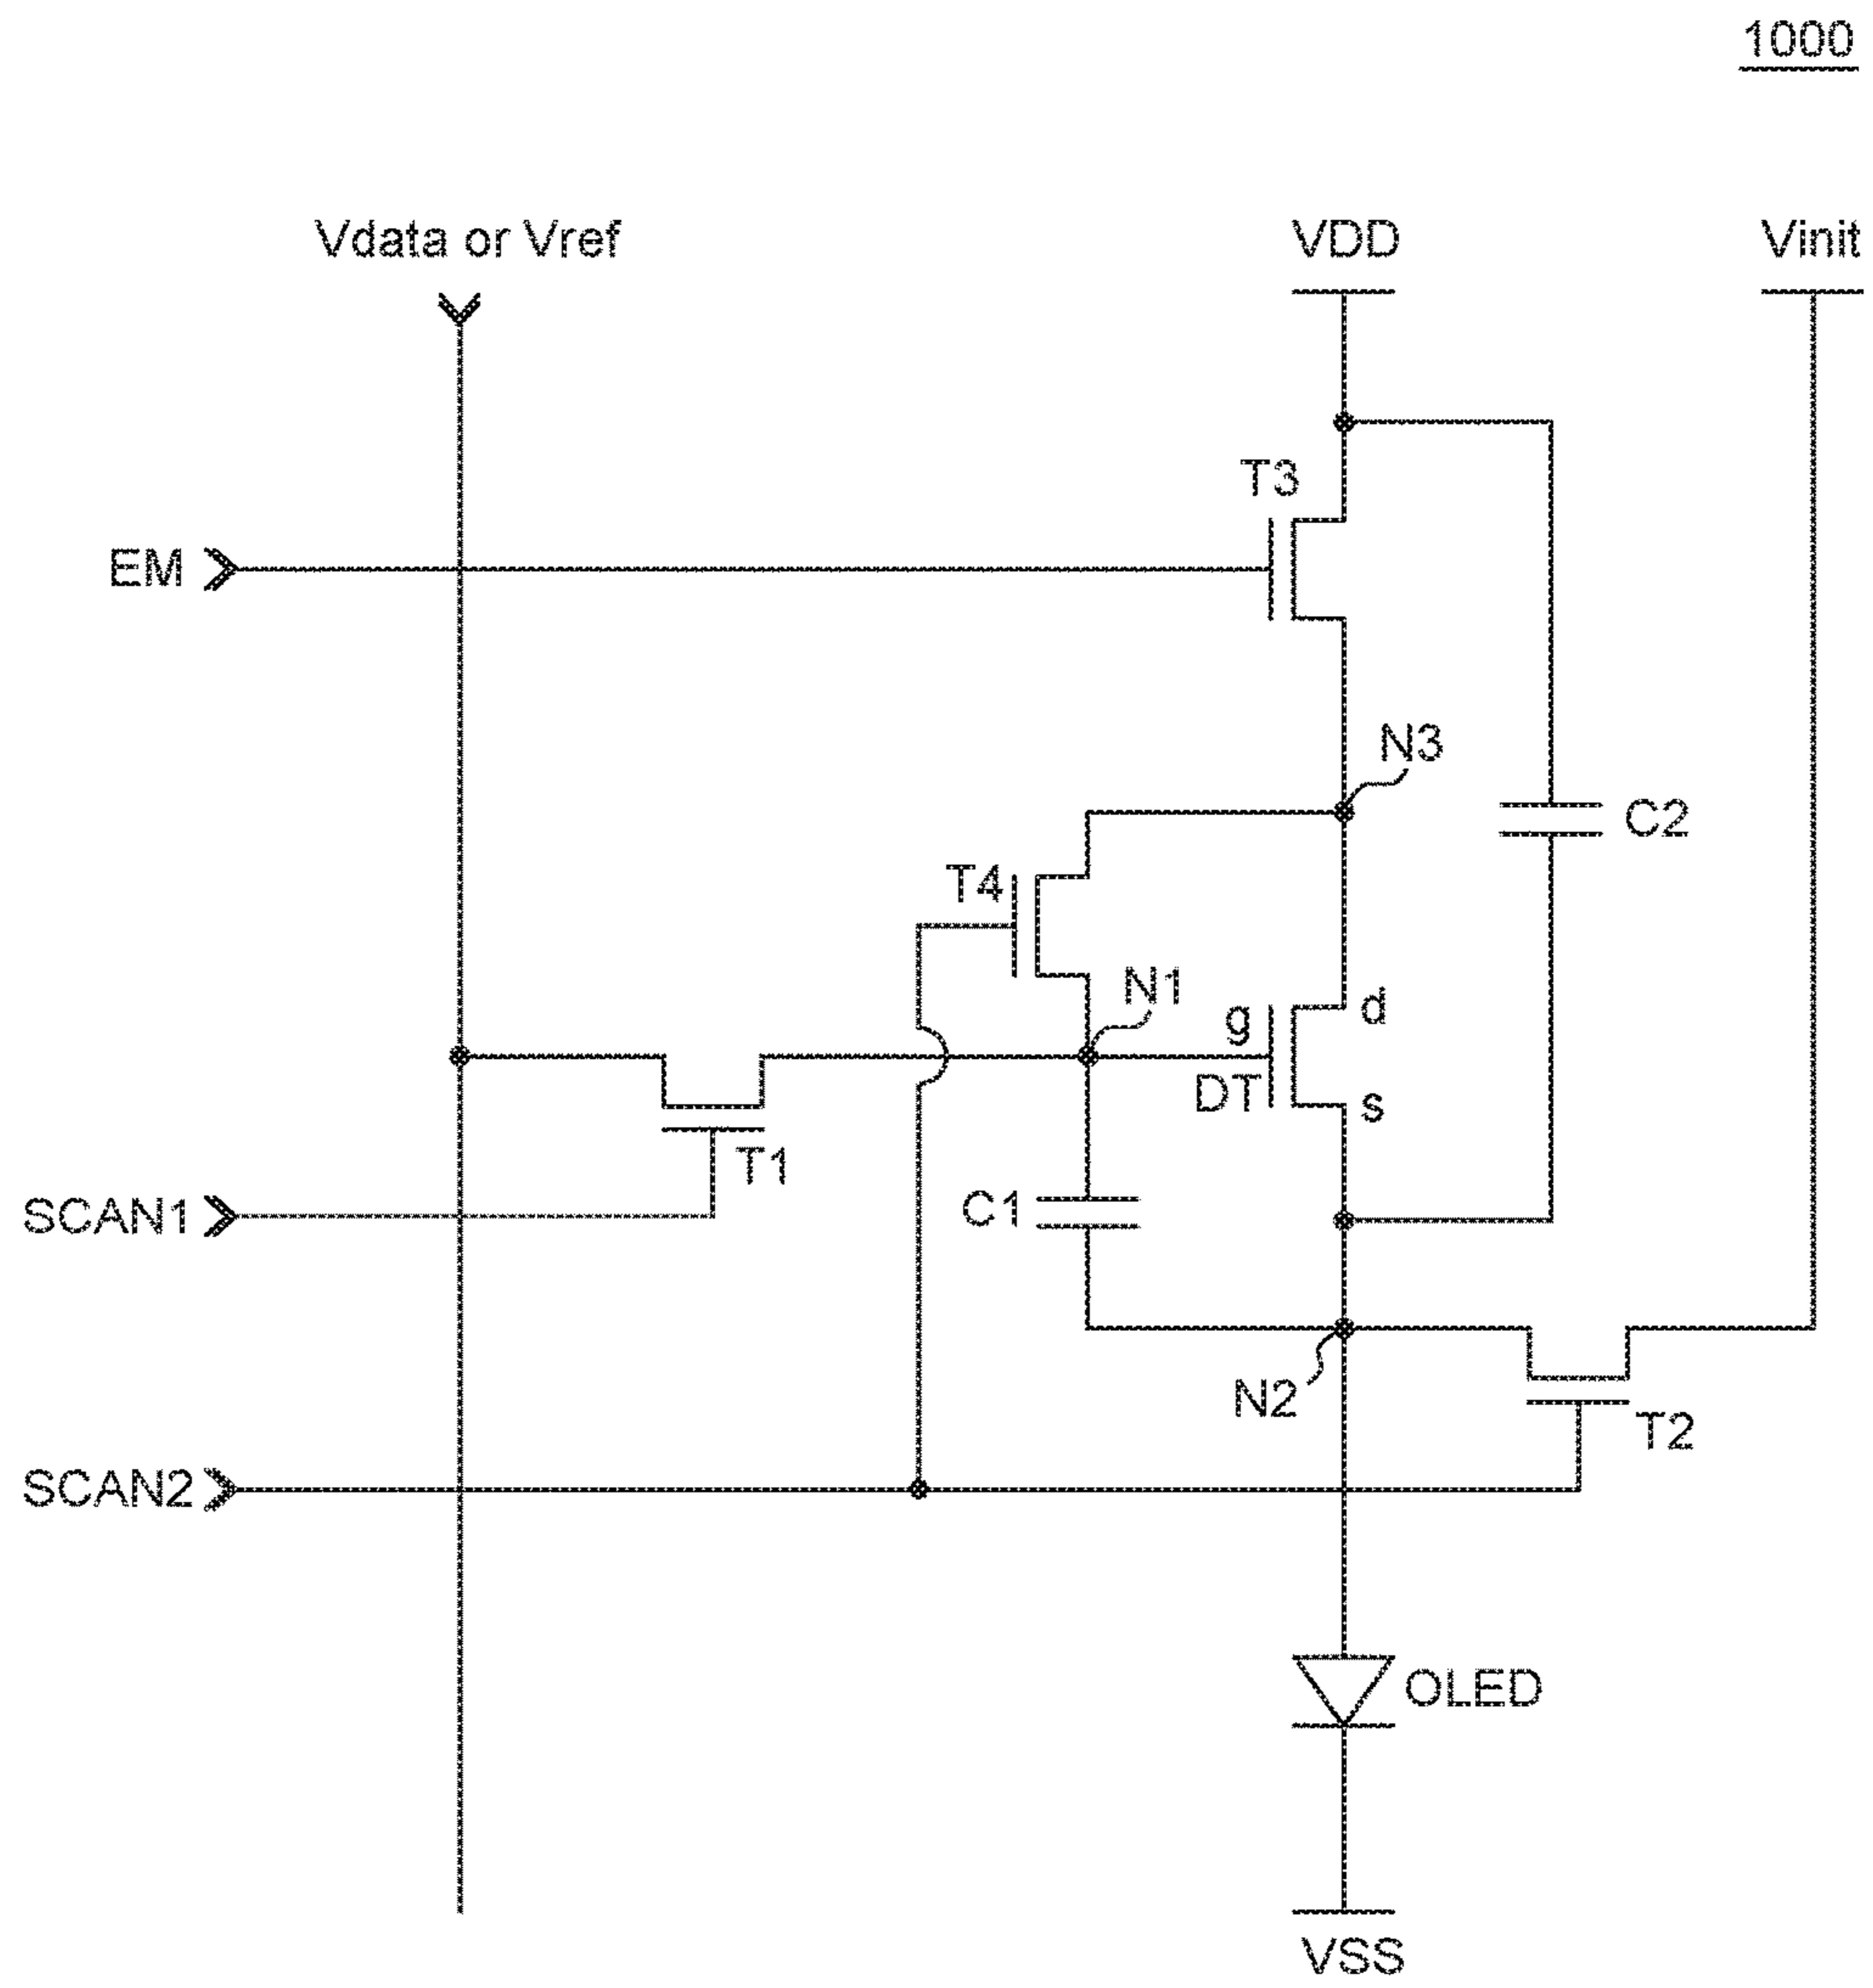 1000
Vdata or Vref
VDD
Vinit
T3
EM
N3
C2
T4
N1
g
d
DT
s
T1
C1
SCAN1
N2
T2
SCAN2
OLED
VSS